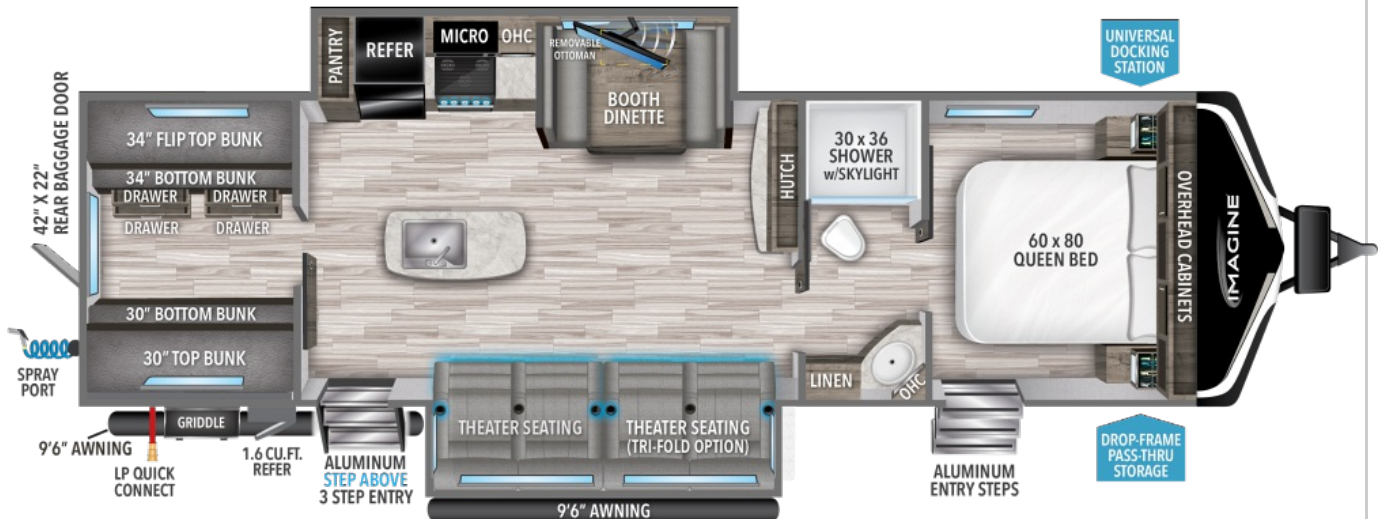 PANTRY
REFER
MICRO
OHC
REMOVABLE
OTTOMAN
BOOTH
DINETTE
UNIVERSAL
DOCKING
STATION
42" X 22"
REAR BAGGAGE DOOR
34" FLIP TOP BUNK
34" BOTTOM BUNK
DRAWER
DRAWER
DRAWER
DRAWER
HUTCH
30 x 36
SHOWER
w/SKYLIGHT
60 x 80
QUEEN BED
OVERHEAD CABINETS
IMAGINE
30" BOTTOM BUNK
30" TOP BUNK
SPRAY
PORT
LINEN
OHC
GRIDDLE
9'6" AWNING
LP QUICK
CONNECT
1.6 CU.FT.
REFER
ALUMINUM
STEP ABOVE
3 STEP ENTRY
THEATER SEATING
THEATER SEATING
(TRI-FOLD OPTION)
9'6" AWNING
ALUMINUM
ENTRY STEPS
DROP-FRAME
PASS-THRU
STORAGE